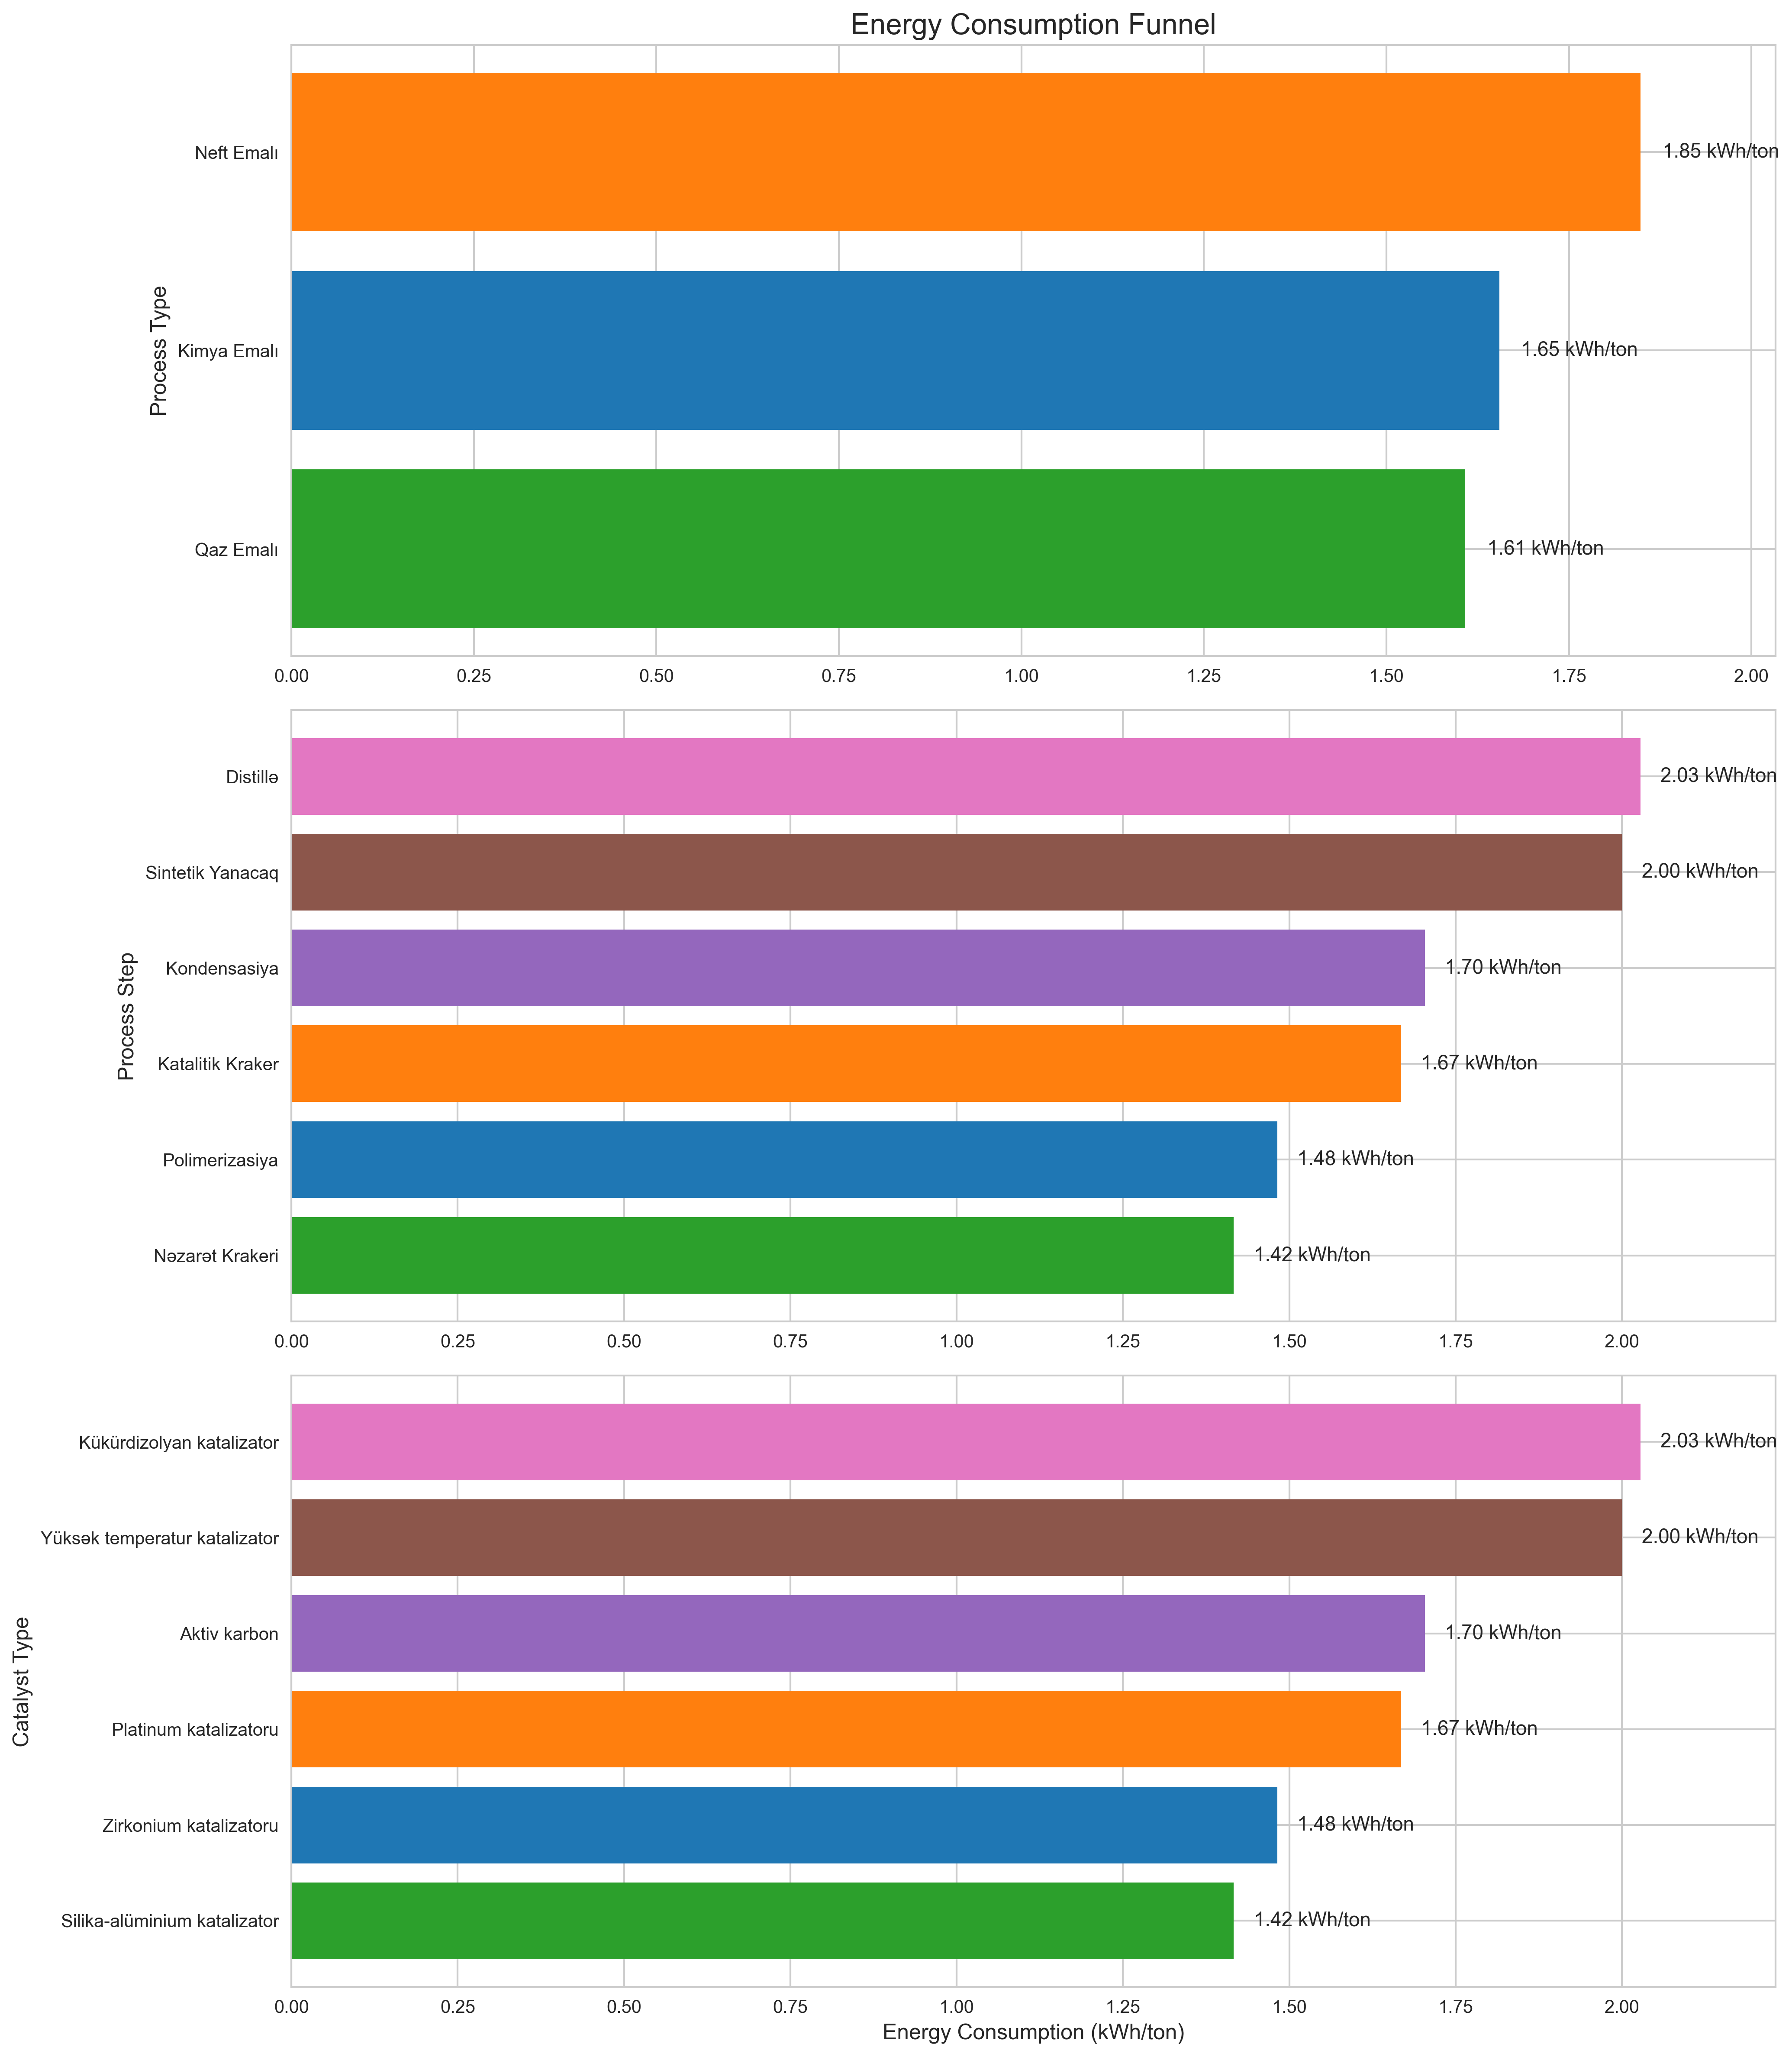 Energy Consumption Funnel
Process Type
Neft Emalı
1.85 kWh/ton
Kimya Emalı
1.65 kWh/ton
Qaz Emalı
1.61 kWh/ton
0.00 0.25 0.50 0.75 1.00 1.25 1.50 1.75 2.00
Process Step
Distillə
2.03 kWh/ton
Sintetik Yanacaq
2.00 kWh/ton
Kondensasiya
1.70 kWh/ton
Katalitik Kraker
1.67 kWh/ton
Polimerizasiya
1.48 kWh/ton
Nəzarət Krakeri
1.42 kWh/ton
0.00 0.25 0.50 0.75 1.00 1.25 1.50 1.75 2.00
Catalyst Type
Kükürdizolyan katalizator
2.03 kWh/ton
Yüksək temperatur katalizator
2.00 kWh/ton
Aktiv karbon
1.70 kWh/ton
Platinum katalizatoru
1.67 kWh/ton
Zirkonium katalizatoru
1.48 kWh/ton
Silika-alüminium katalizator
1.42 kWh/ton
0.00 0.25 0.50 0.75 1.00 1.25 1.50 1.75 2.00
Energy Consumption (kWh/ton)